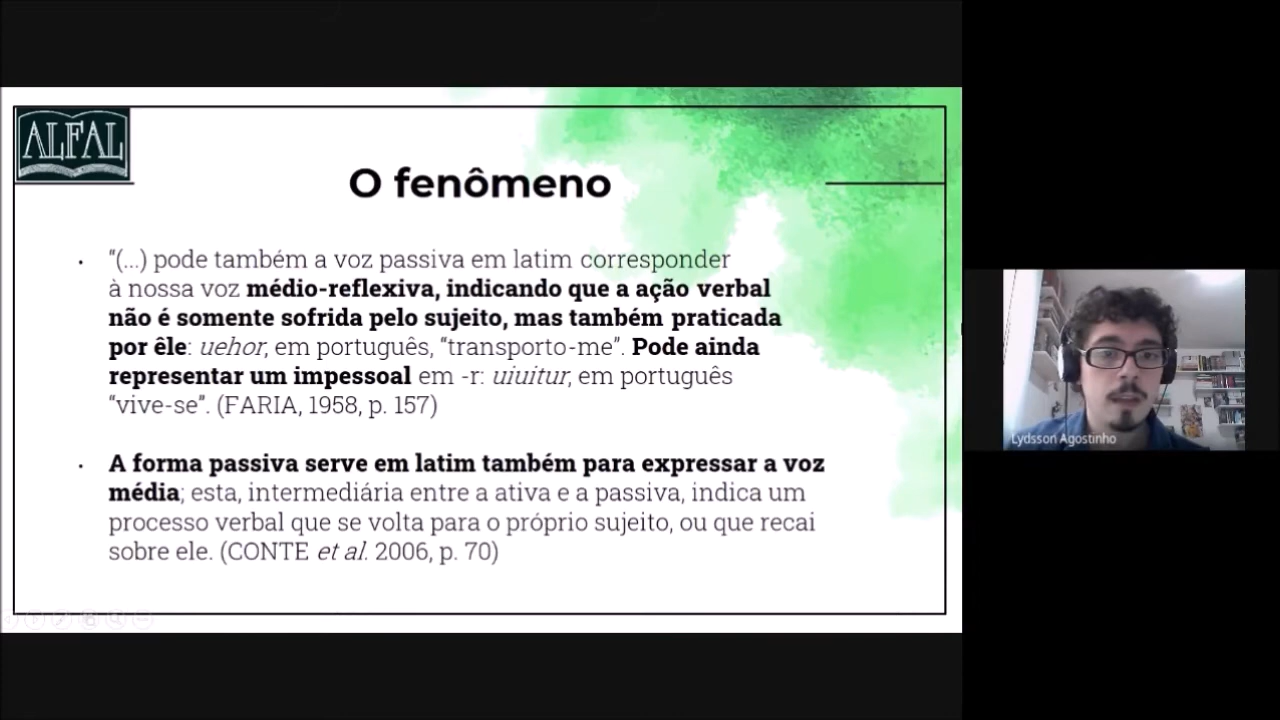 ALFAL
O fenômeno
• “(...) pode também a voz passiva em latim corresponder
à nossa voz médio-reflexiva, indicando que a ação verbal
não é somente sofrida pelo sujeito, mas também praticada
por êle: uehor, em português, “transporto-me”. Pode ainda
representar um impessoal em -r: uiuitur, em português
“vive-se”. (FARIA, 1958, p. 157)
• A forma passiva serve em latim também para expressar a voz
média; esta, intermediária entre a ativa e a passiva, indica um
processo verbal que se volta para o próprio sujeito, ou que recai
sobre ele. (CONTE et al. 2006, p. 70)
Lydsson Agostinho